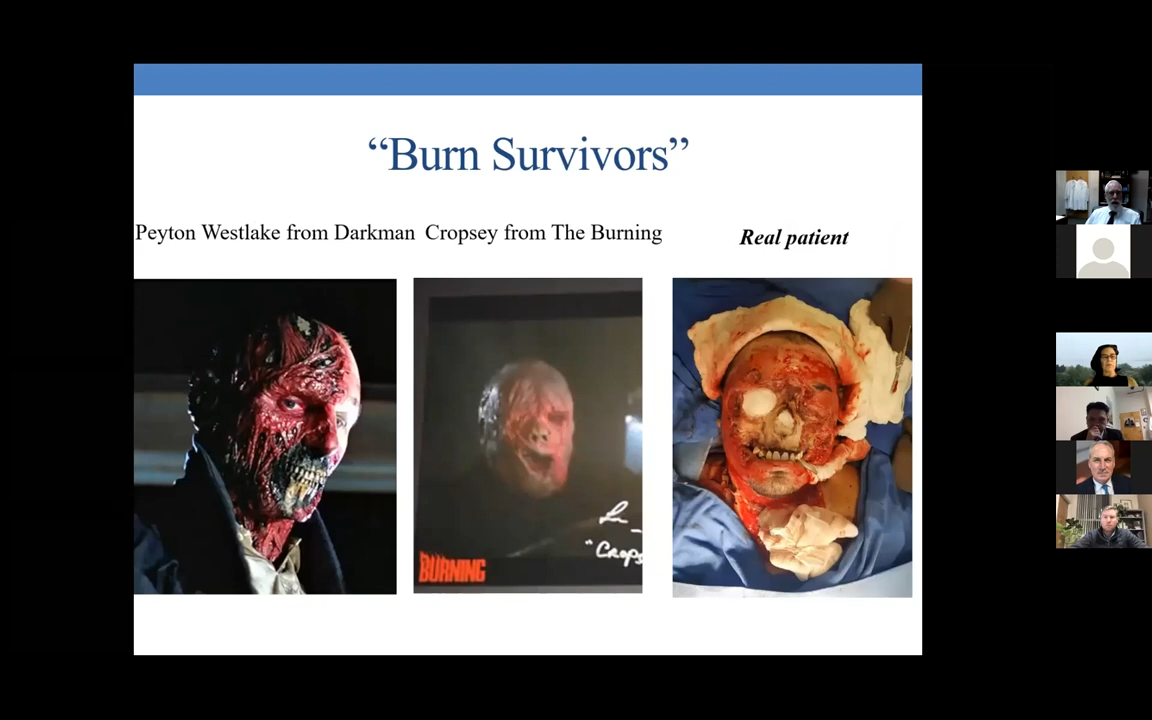 “Burn Survivors”
Peyton Westlake from Darkman
Cropsey from The Burning
Real patient
BURNING